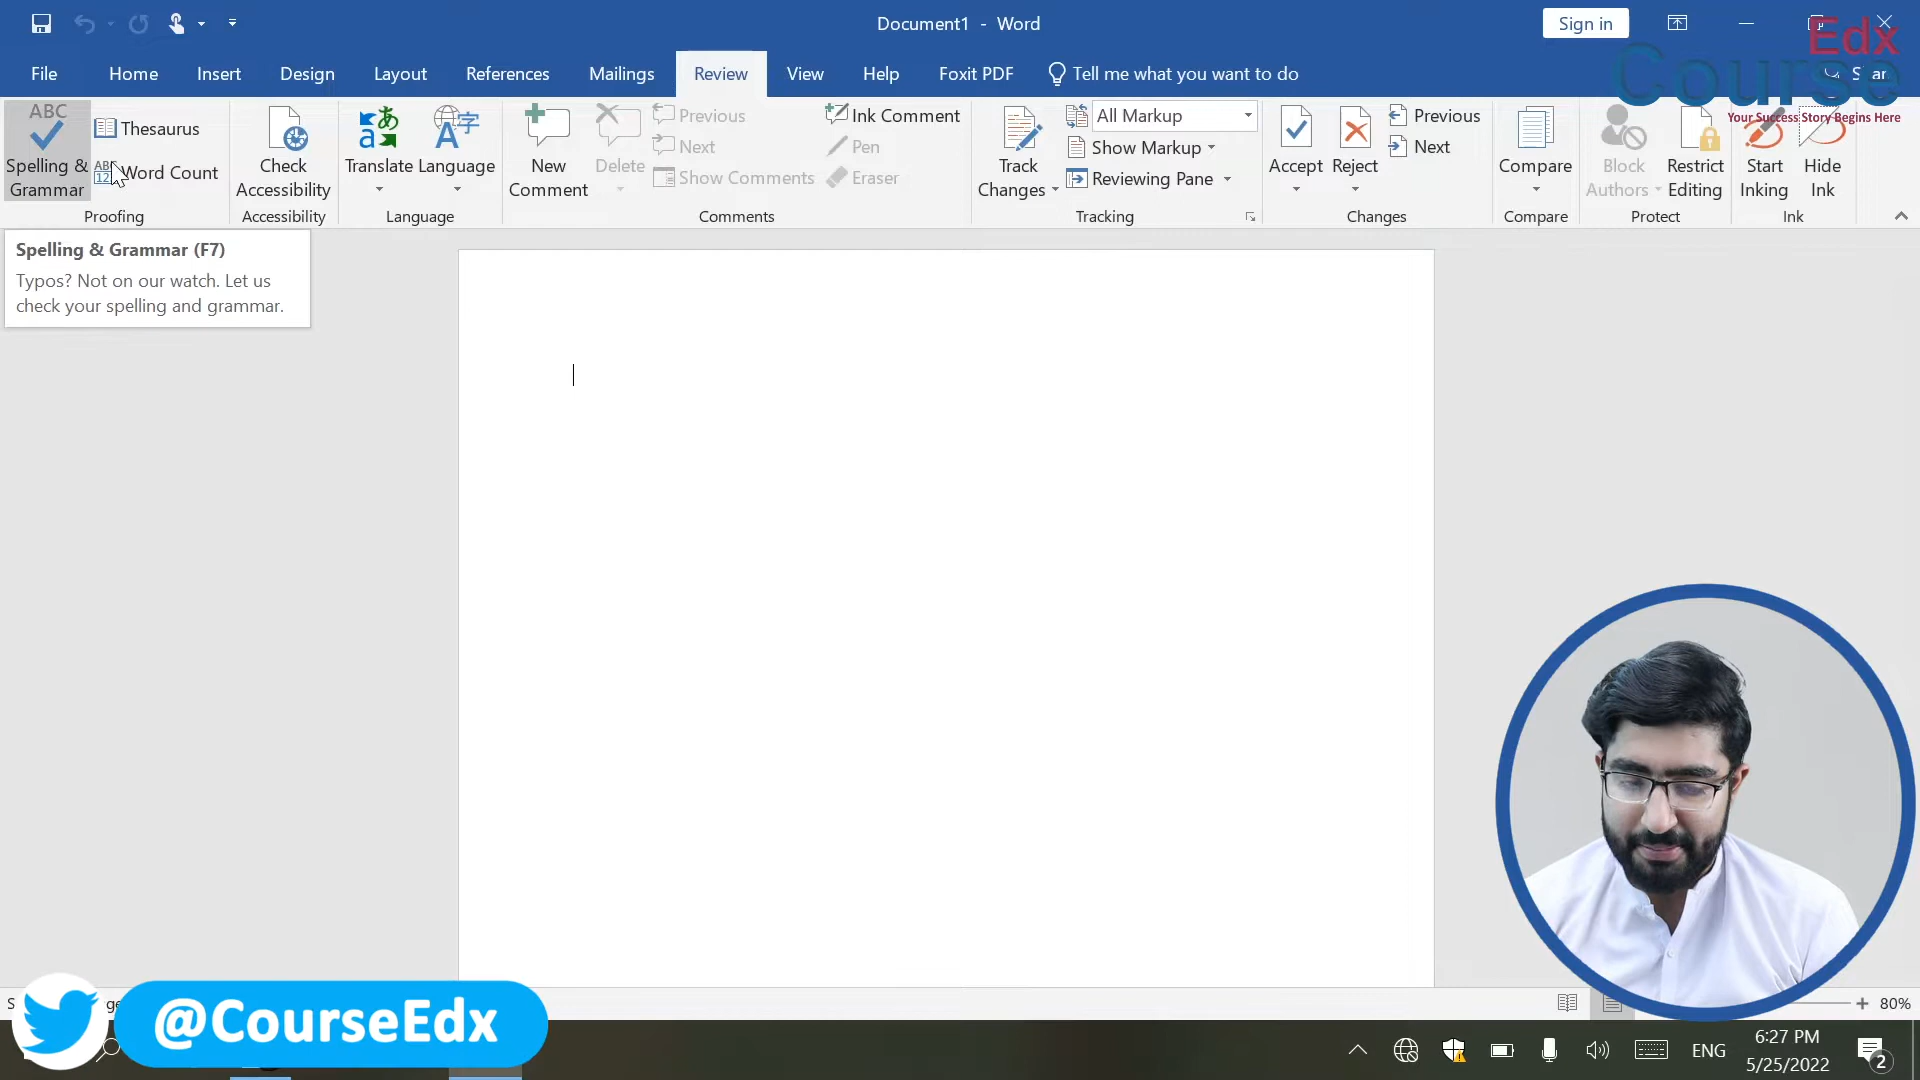 Document1 - Word
Sign in
File Home Insert Design Layout References Mailings Review View Help Foxit PDF Tell me what you want to do
Edx
Course
Your Success Story Begins Here
ABC
Spelling &
Grammar
Thesaurus
Word Count
Proofing
Check
Accessibility
Accessibility
Translate
Language
Language
New
Comment
Delete
Previous
Next
Show Comments
Ink Comment
Pen
Eraser
Comments
Track
Changes
All Markup
Show Markup
Reviewing Pane
Tracking
Accept
Reject
Previous
Next
Changes
Compare
Compare
Block
Authors
Restrict
Editing
Protect
Start
Inking
Hide
Ink
Ink
Spelling & Grammar (F7)
Typos? Not on our watch. Let us
check your spelling and grammar.
80%
@CourseEdx
ENG
6:27 PM
5/25/2022
2